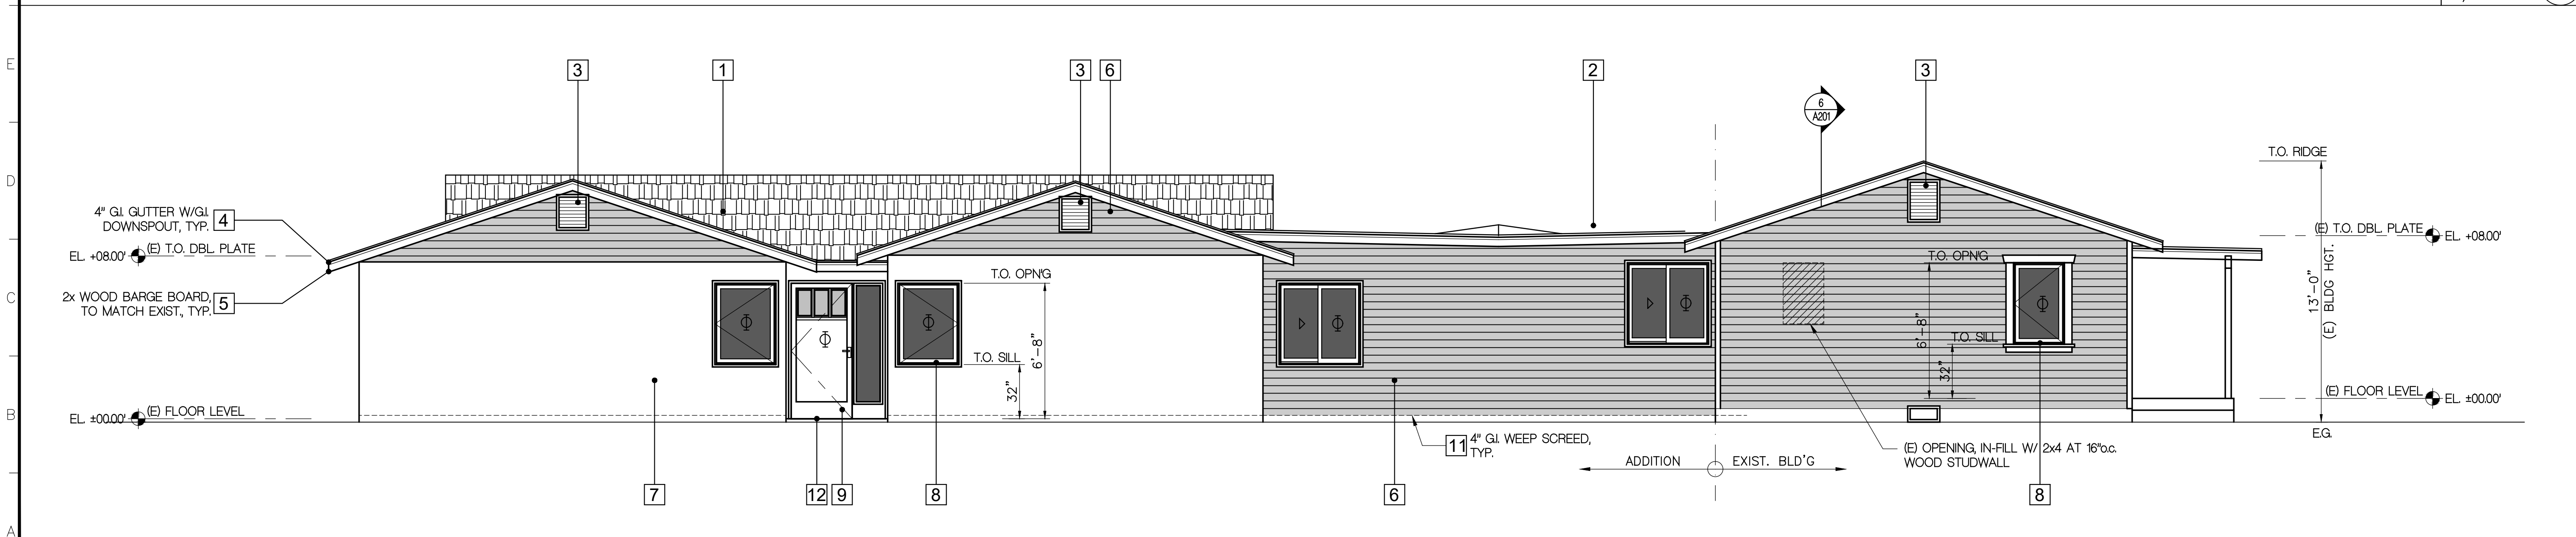 E
D
C
B
A
3
1
3
6
2
3
6
A201
T.O. RIDGE
4" G.I. GUTTER W/G.I.
DOWNSPOUT, TYP.
4
EL. +08.00'
(E) T.O. DBL. PLATE
(E) T.O. DBL. PLATE
EL. +08.00'
2x WOOD BARGE BOARD,
TO MATCH EXIST., TYP.
5
T.O. OPN'G
T.O. SILL
6'-8"
32"
T.O. OPN'G
T.O. SILL
6'-8"
32"
13'-0"
(E) BLDG HGT.
EL. ±00.00'
(E) FLOOR LEVEL
(E) FLOOR LEVEL
EL. ±00.00'
E.G.
11
4" G.I. WEEP SCREED,
TYP.
ADDITION
EXIST. BLD'G
(E) OPENING, IN-FILL W/ 2x4 AT 16"o.c.
WOOD STUDWALL
7
12
9
8
6
8